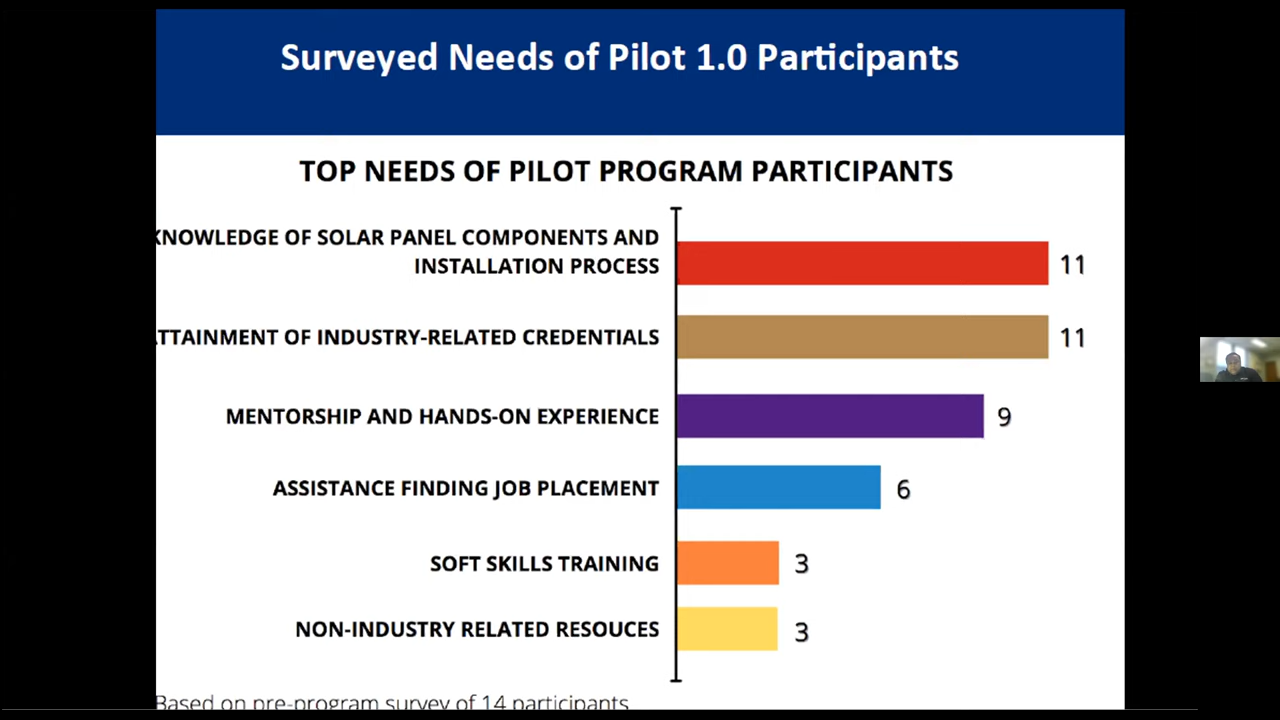 Surveyed Needs of Pilot 1.0 Participants
TOP NEEDS OF PILOT PROGRAM PARTICIPANTS
KNOWLEDGE OF SOLAR PANEL COMPONENTS AND
INSTALLATION PROCESS
11
ATTAINMENT OF INDUSTRY-RELATED CREDENTIALS
11
MENTORSHIP AND HANDS-ON EXPERIENCE
9
ASSISTANCE FINDING JOB PLACEMENT
6
SOFT SKILLS TRAINING
3
NON-INDUSTRY RELATED RESOUCES
3
Based on pre-program survey of 14 participants